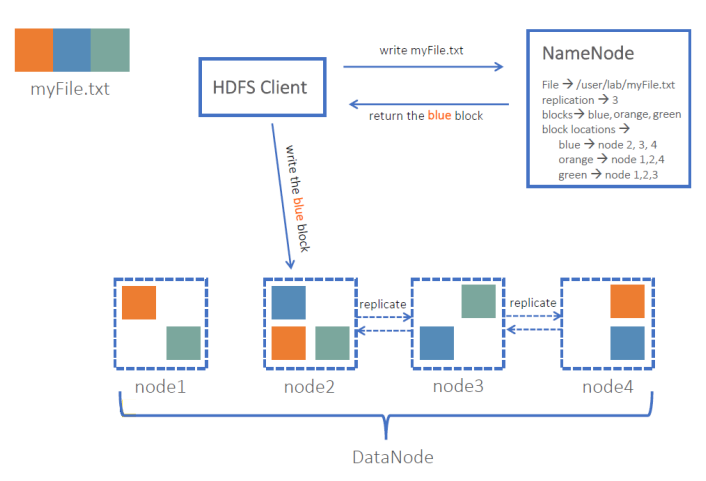 myFile.txt
HDFS Client
write myFile.txt
return the blue block
NameNode
File → /user/lab/myFile.txt
replication → 3
blocks→ blue, orange, green
block locations →
blue → node 2, 3, 4
orange → node 1,2,4
green → node 1,2,3
write the blue block
replicate
replicate
node1
node2
node3
node4
DataNode